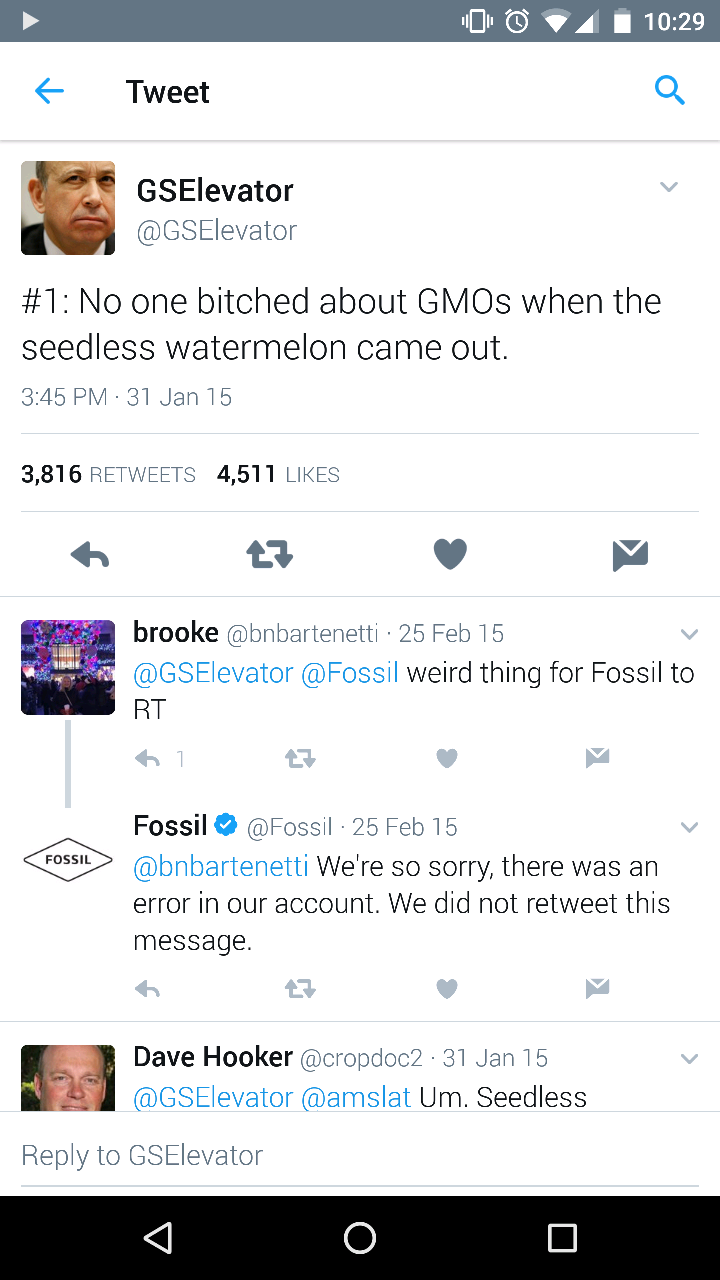 10:29
Tweet
GSElevator
@GSElevator
#1: No one bitched about GMOs when the
seedless watermelon came out.
3:45 PM · 31 Jan 15
3,816 RETWEETS 4,511 LIKES
brooke @bnbartenetti · 25 Feb 15
@GSElevator @Fossil weird thing for Fossil to
RT
1
Fossil @Fossil · 25 Feb 15
FOSSIL
@bnbartenetti We're so sorry, there was an
error in our account. We did not retweet this
message.
Dave Hooker @cropdoc2 · 31 Jan 15
@GSElevator @amslat Um. Seedless
Reply to GSElevator